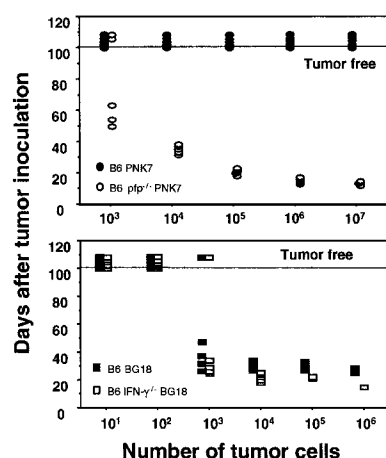 Days after tumor inoculation
120
100
80
60
40
20
0
Tumor free
● B6 PNK7
○ B6 pfp⁻/⁻ PNK7
10³ 10⁴ 10⁵ 10⁶ 10⁷
120
100
80
60
40
20
0
Tumor free
■ B6 BG18
□ B6 IFN-γ⁻/⁻ BG18
10¹ 10² 10³ 10⁴ 10⁵ 10⁶
Number of tumor cells